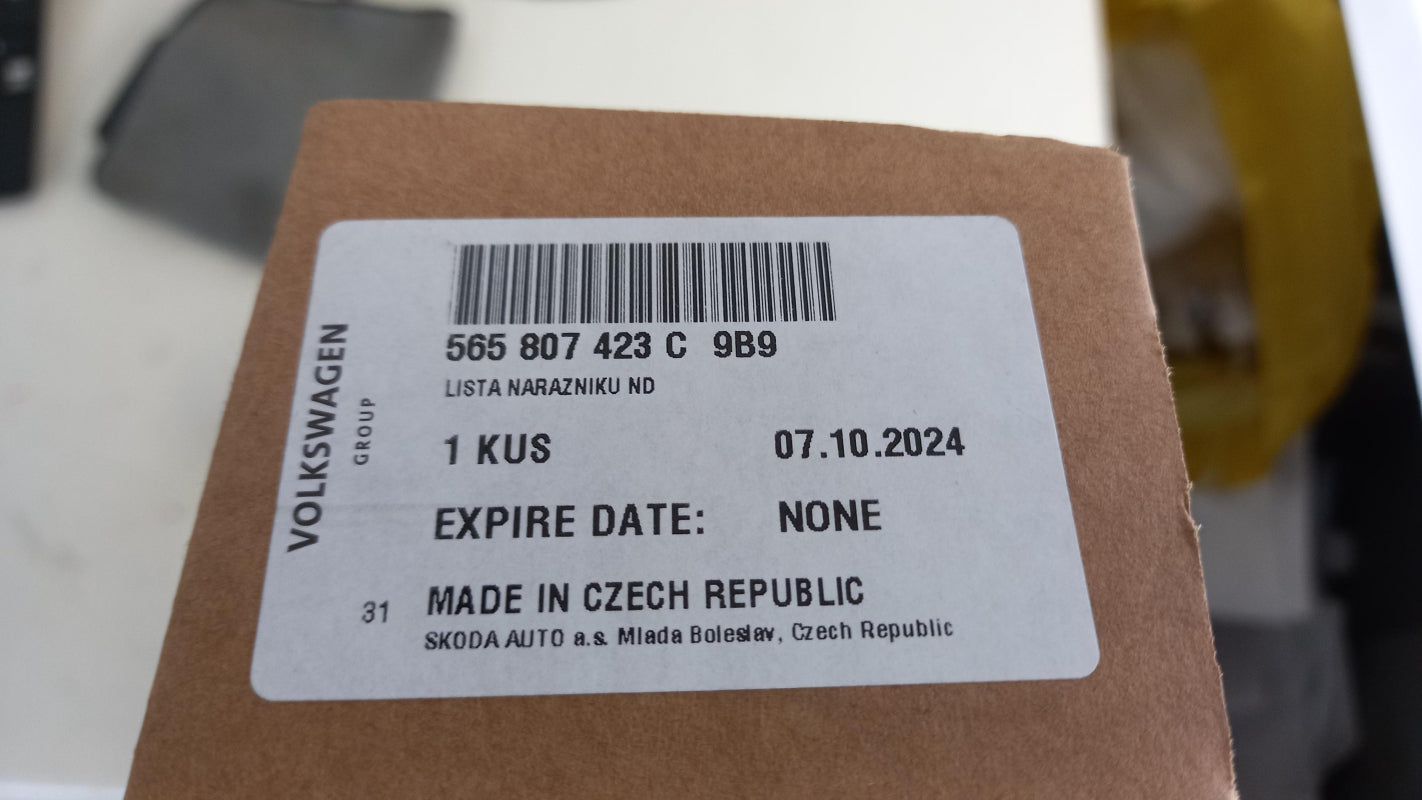 565 807 423 C 9B9
LISTA NARAZNIKU ND
1 KUS 07.10.2024
EXPIRE DATE: NONE
31 MADE IN CZECH REPUBLIC
SKODA AUTO a.s. Mlada Boleslav, Czech Republic
VOLKSWAGEN
GROUP